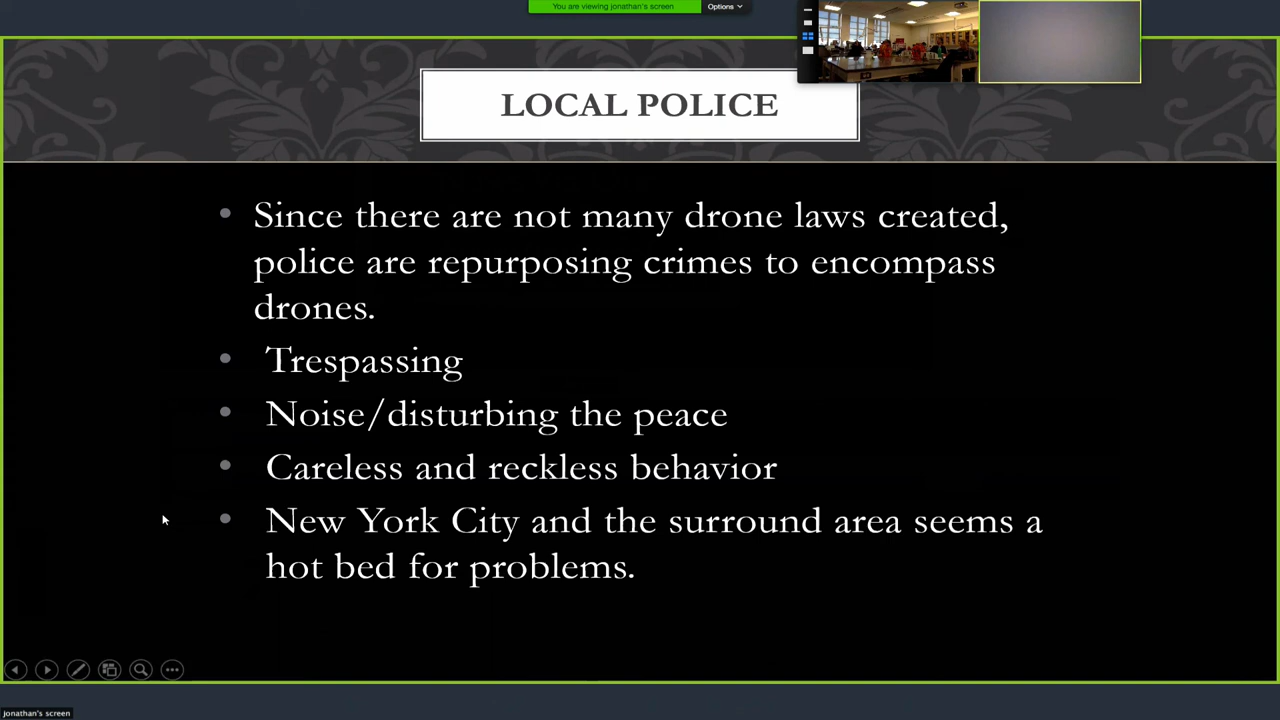 You are viewing jonathan's screen
Options
LOCAL POLICE
Since there are not many drone laws created,
police are repurposing crimes to encompass
drones.
Trespassing
Noise/disturbing the peace
Careless and reckless behavior
New York City and the surround area seems a
hot bed for problems.
Jonathan's screen